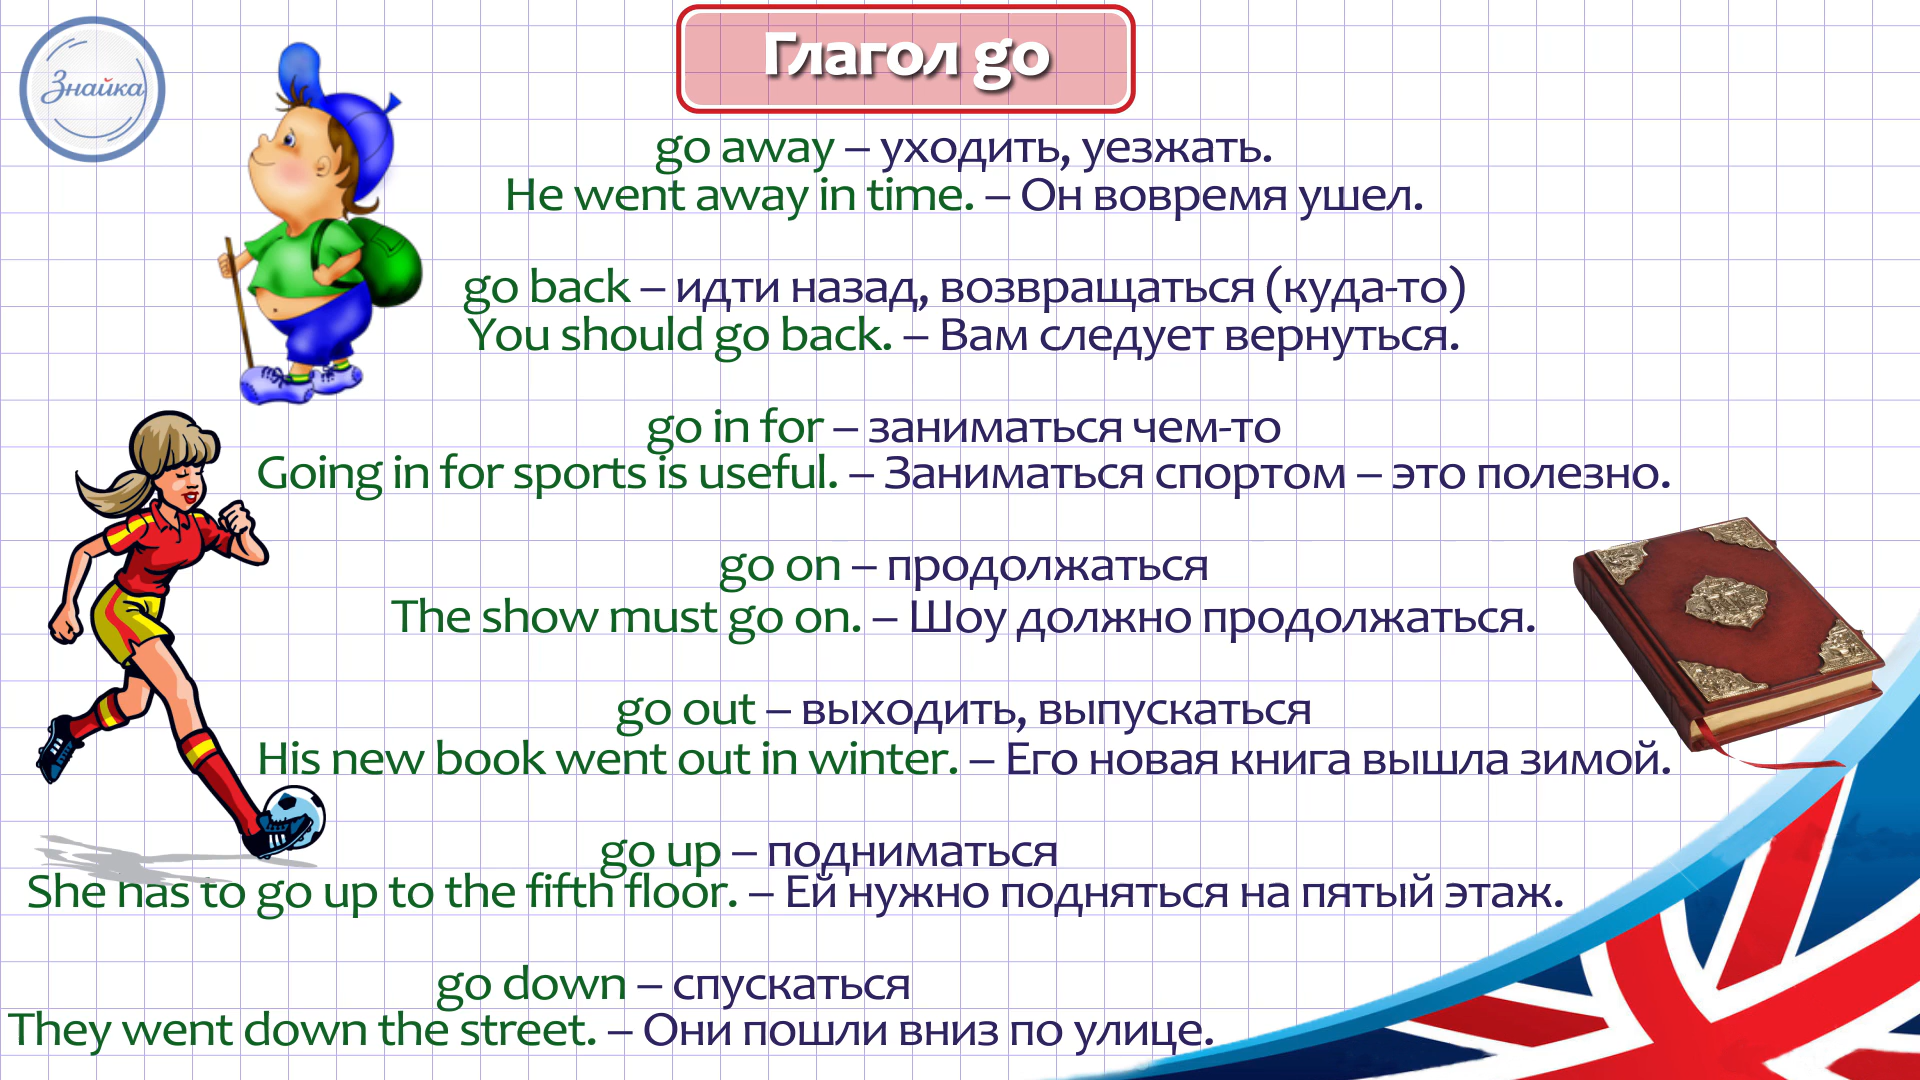 Знайка
Глагол go
go away – уходить, уезжать.
He went away in time. – Он вовремя ушел.
go back – идти назад, возвращаться (куда-то)
You should go back. – Вам следует вернуться.
go in for – заниматься чем-то
Going in for sports is useful. – Заниматься спортом – это полезно.
go on – продолжаться
The show must go on. – Шоу должно продолжаться.
go out – выходить, выпускаться
His new book went out in winter. – Его новая книга вышла зимой.
go up – подниматься
She has to go up to the fifth floor. – Ей нужно подняться на пятый этаж.
go down – спускаться
They went down the street. – Они пошли вниз по улице.